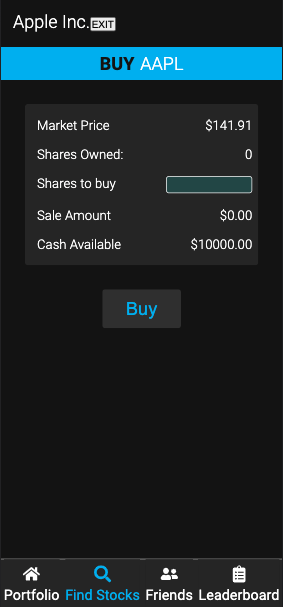 Apple Inc. EXIT
BUY AAPL
Market Price $141.91
Shares Owned: 0
Shares to buy
Sale Amount $0.00
Cash Available $10000.00
Buy
Portfolio Find Stocks Friends Leaderboard